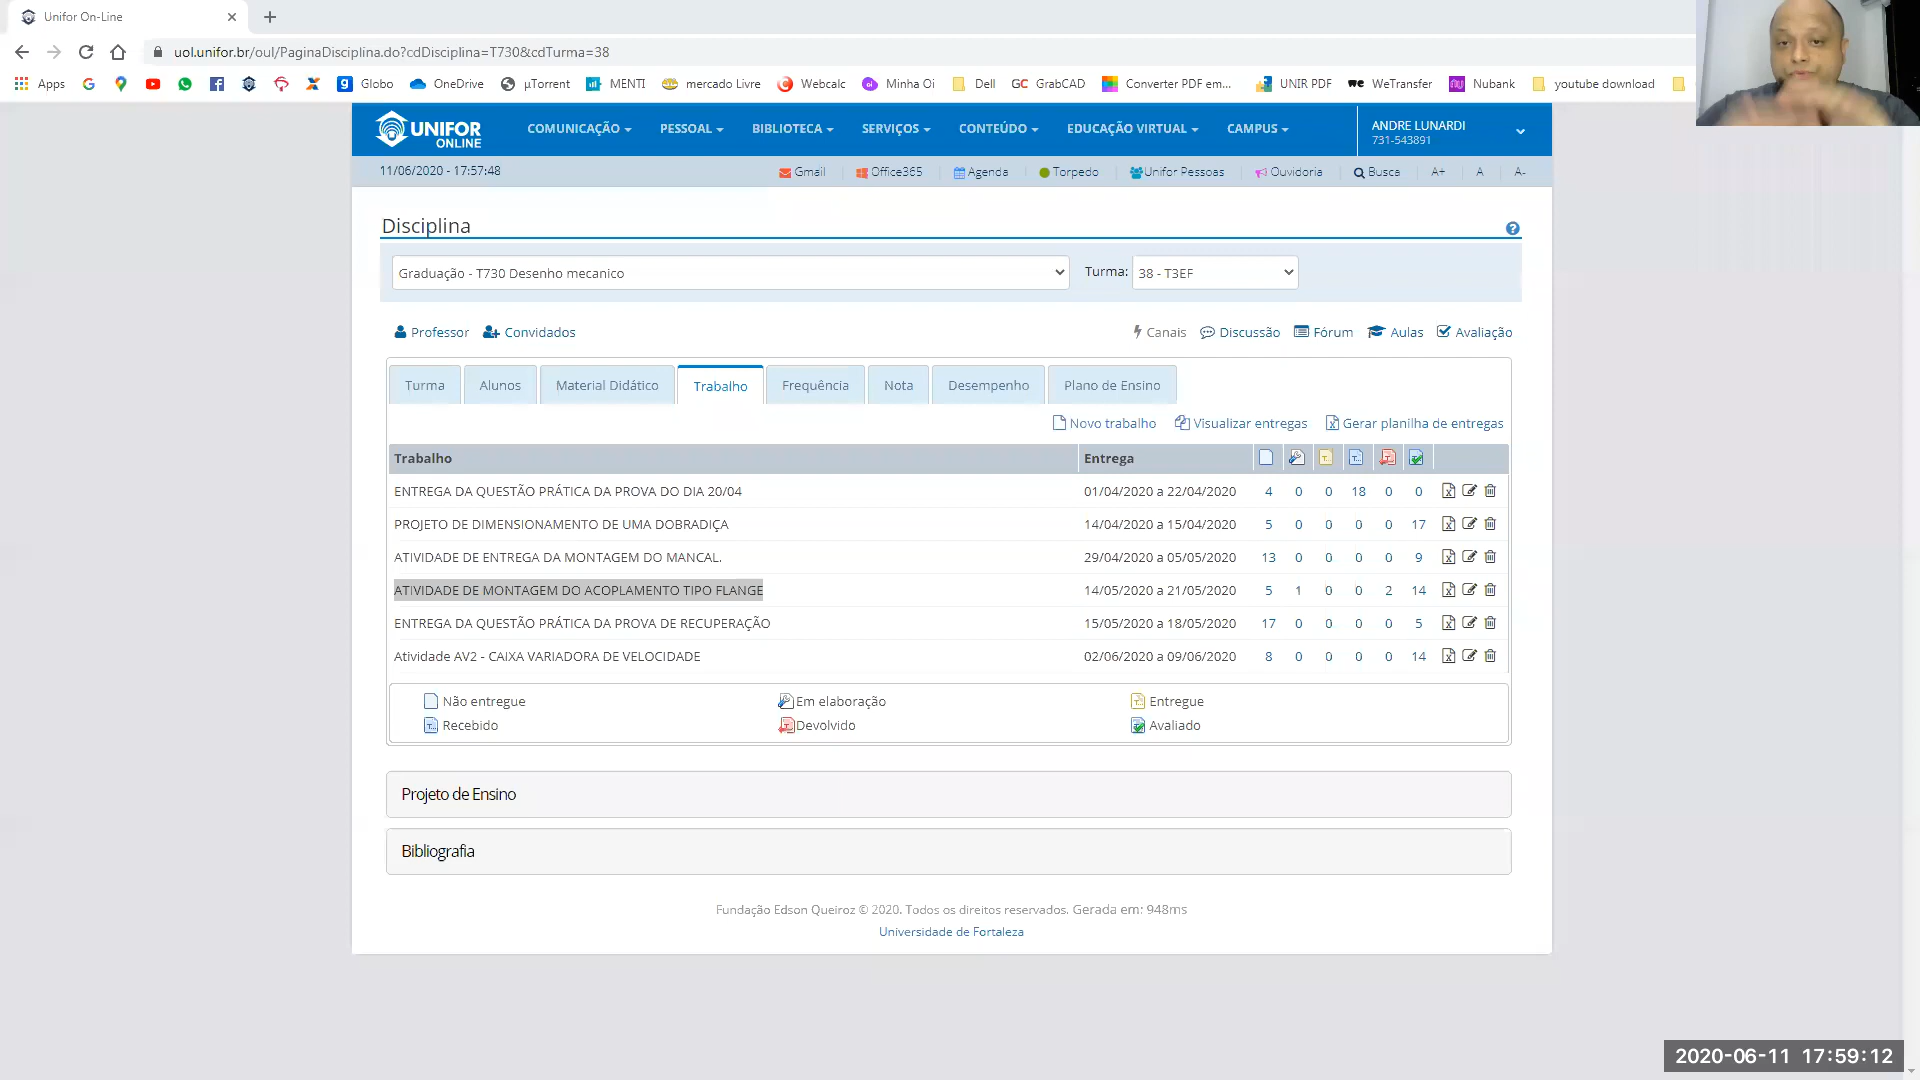 Unifor On-Line
uol.unifor.br/oul/PaginaDisciplina.do?cdDisciplina=T730&cdTurma=38
Apps Globo OneDrive µTorrent MENTI mercado Livre Webcalc Minha Oi Dell GC GrabCAD Converter PDF em... UNIR PDF we WeTransfer Nubank youtube download
UNIFOR ONLINE
COMUNICAÇÃO PESSOAL BIBLIOTECA SERVIÇOS CONTEÚDO EDUCAÇÃO VIRTUAL CAMPUS
ANDRE LUNARDI
731-543891
11/06/2020 - 17:57:48 Gmail Office365 Agenda Torpedo Unifor Pessoas Ouvidoria Busca A+ A A-
Disciplina
Graduação - T730 Desenho mecanico Turma: 38 - T3EF
Professor Convidados Canais Discussão Fórum Aulas Avaliação
Turma Alunos Material Didático Trabalho Frequência Nota Desempenho Plano de Ensino
Novo trabalho Visualizar entregas Gerar planilha de entregas
Trabalho Entrega
ENTREGA DA QUESTÃO PRÁTICA DA PROVA DO DIA 20/04 01/04/2020 a 22/04/2020 4 0 0 18 0 0
PROJETO DE DIMENSIONAMENTO DE UMA DOBRADIÇA 14/04/2020 a 15/04/2020 5 0 0 0 0 17
ATIVIDADE DE ENTREGA DA MONTAGEM DO MANCAL. 29/04/2020 a 05/05/2020 13 0 0 0 0 9
ATIVIDADE DE MONTAGEM DO ACOPLAMENTO TIPO FLANGE 14/05/2020 a 21/05/2020 5 1 0 0 2 14
ENTREGA DA QUESTÃO PRÁTICA DA PROVA DE RECUPERAÇÃO 15/05/2020 a 18/05/2020 17 0 0 0 0 5
Atividade AV2 - CAIXA VARIADORA DE VELOCIDADE 02/06/2020 a 09/06/2020 8 0 0 0 0 14
Não entregue Em elaboração Entregue
Recebido Devolvido Avaliado
Projeto de Ensino
Bibliografia
Fundação Edson Queiroz © 2020. Todos os direitos reservados. Gerada em: 948ms
Universidade de Fortaleza
2020-06-11 17:59:12